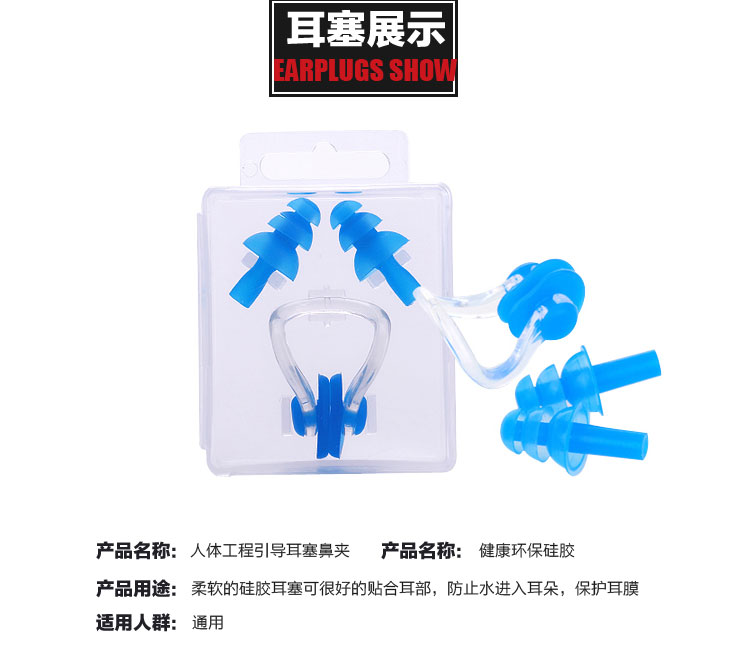 耳塞展示
EARPLUGS SHOW
产品名称: 人体工程引导耳塞鼻夹 产品名称: 健康环保硅胶
产品用途: 柔软的硅胶耳塞可很好的贴合耳部，防止水进入耳朵，保护耳膜
适用人群: 通用